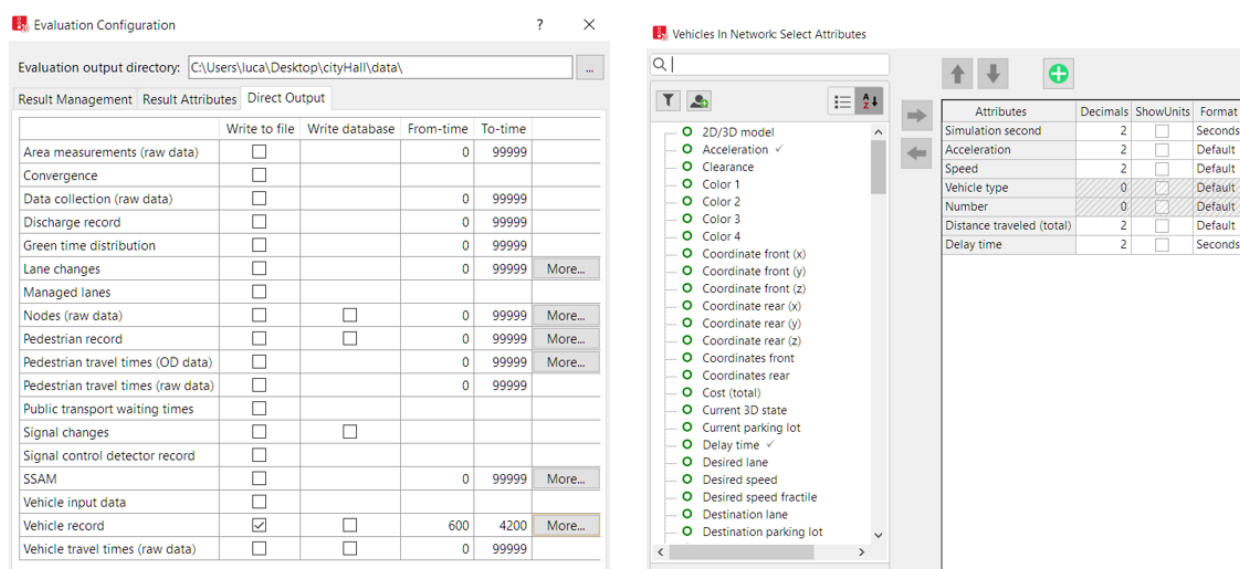 Evaluation Configuration ? ×
Evaluation output directory: C:\Users\luca\Desktop\cityHall\data\ ...
Result Management Result Attributes Direct Output
Write to file Write database From-time To-time
Area measurements (raw data) 0 99999
Convergence
Data collection (raw data) 0 99999
Discharge record 0 99999
Green time distribution 0 99999
Lane changes 0 99999 More...
Managed lanes
Nodes (raw data) 0 99999 More...
Pedestrian record 0 99999 More...
Pedestrian travel times (OD data) 0 99999 More...
Pedestrian travel times (raw data) 0 99999
Public transport waiting times
Signal changes
Signal control detector record
SSAM 0 99999 More...
Vehicle input data
Vehicle record 600 4200 More...
Vehicle travel times (raw data) 0 99999
Vehicles In Network: Select Attributes
2D/3D model
Acceleration ✓
Clearance
Color 1
Color 2
Color 3
Color 4
Coordinate front (x)
Coordinate front (y)
Coordinate front (z)
Coordinate rear (x)
Coordinate rear (y)
Coordinate rear (z)
Coordinates front
Coordinates rear
Cost (total)
Current 3D state
Current parking lot
Delay time ✓
Desired lane
Desired speed
Desired speed fractile
Destination lane
Destination parking lot
Attributes Decimals ShowUnits Format
Simulation second 2 Seconds
Acceleration 2 Default
Speed 2 Default
Vehicle type 0 Default
Number 0 Default
Distance traveled (total) 2 Default
Delay time 2 Seconds